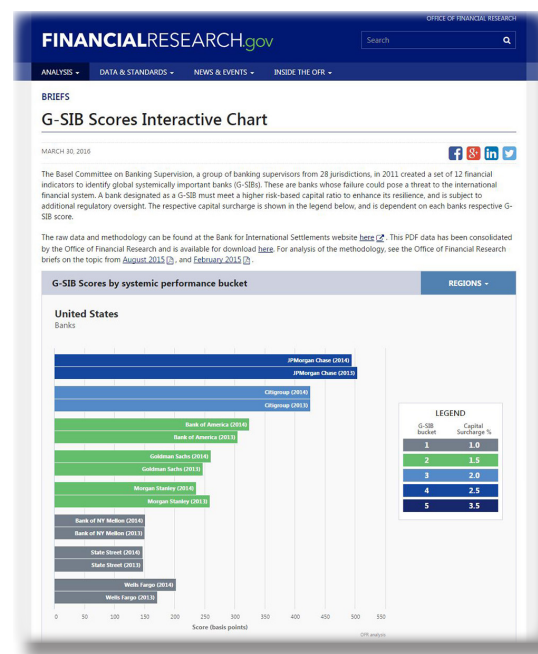 OFFICE OF FINANCIAL RESEARCH
FINANCIALRESEARCH.gov
Search
ANALYSIS DATA & STANDARDS NEWS & EVENTS INSIDE THE OFR
BRIEFS
G-SIB Scores Interactive Chart
MARCH 30, 2016
The Basel Committee on Banking Supervision, a group of banking supervisors from 28 jurisdictions, in 2011 created a set of 12 financial
indicators to identify global systemically important banks (G-SIBs). These are banks whose failure could pose a threat to the international
financial system. A bank designated as a G-SIB must meet a higher risk-based capital ratio to enhance its resilience, and is subject to
additional regulatory oversight. The respective capital surcharge is shown in the legend below, and is dependent on each banks respective G-
SIB score.
The raw data and methodology can be found at the Bank for International Settlements website here. This PDF data has been consolidated
by the Office of Financial Research and is available for download here. For analysis of the methodology, see the Office of Financial Research
briefs on the topic from August 2015, and February 2015.
G-SIB Scores by systemic performance bucket
REGIONS
United States
Banks
JPMorgan Chase (2014)
JPMorgan Chase (2013)
Citigroup (2014)
Citigroup (2013)
Bank of America (2014)
Bank of America (2013)
Goldman Sachs (2014)
Goldman Sachs (2013)
Morgan Stanley (2014)
Morgan Stanley (2013)
Bank of NY Mellon (2014)
Bank of NY Mellon (2013)
State Street (2014)
State Street (2013)
Wells Fargo (2014)
Wells Fargo (2013)
0 50 100 150 200 250 300 350 400 450 500 550
Score (basis points)
OFR analysis
LEGEND
G-SIB bucket Capital Surcharge %
1 1.0
2 1.5
3 2.0
4 2.5
5 3.5